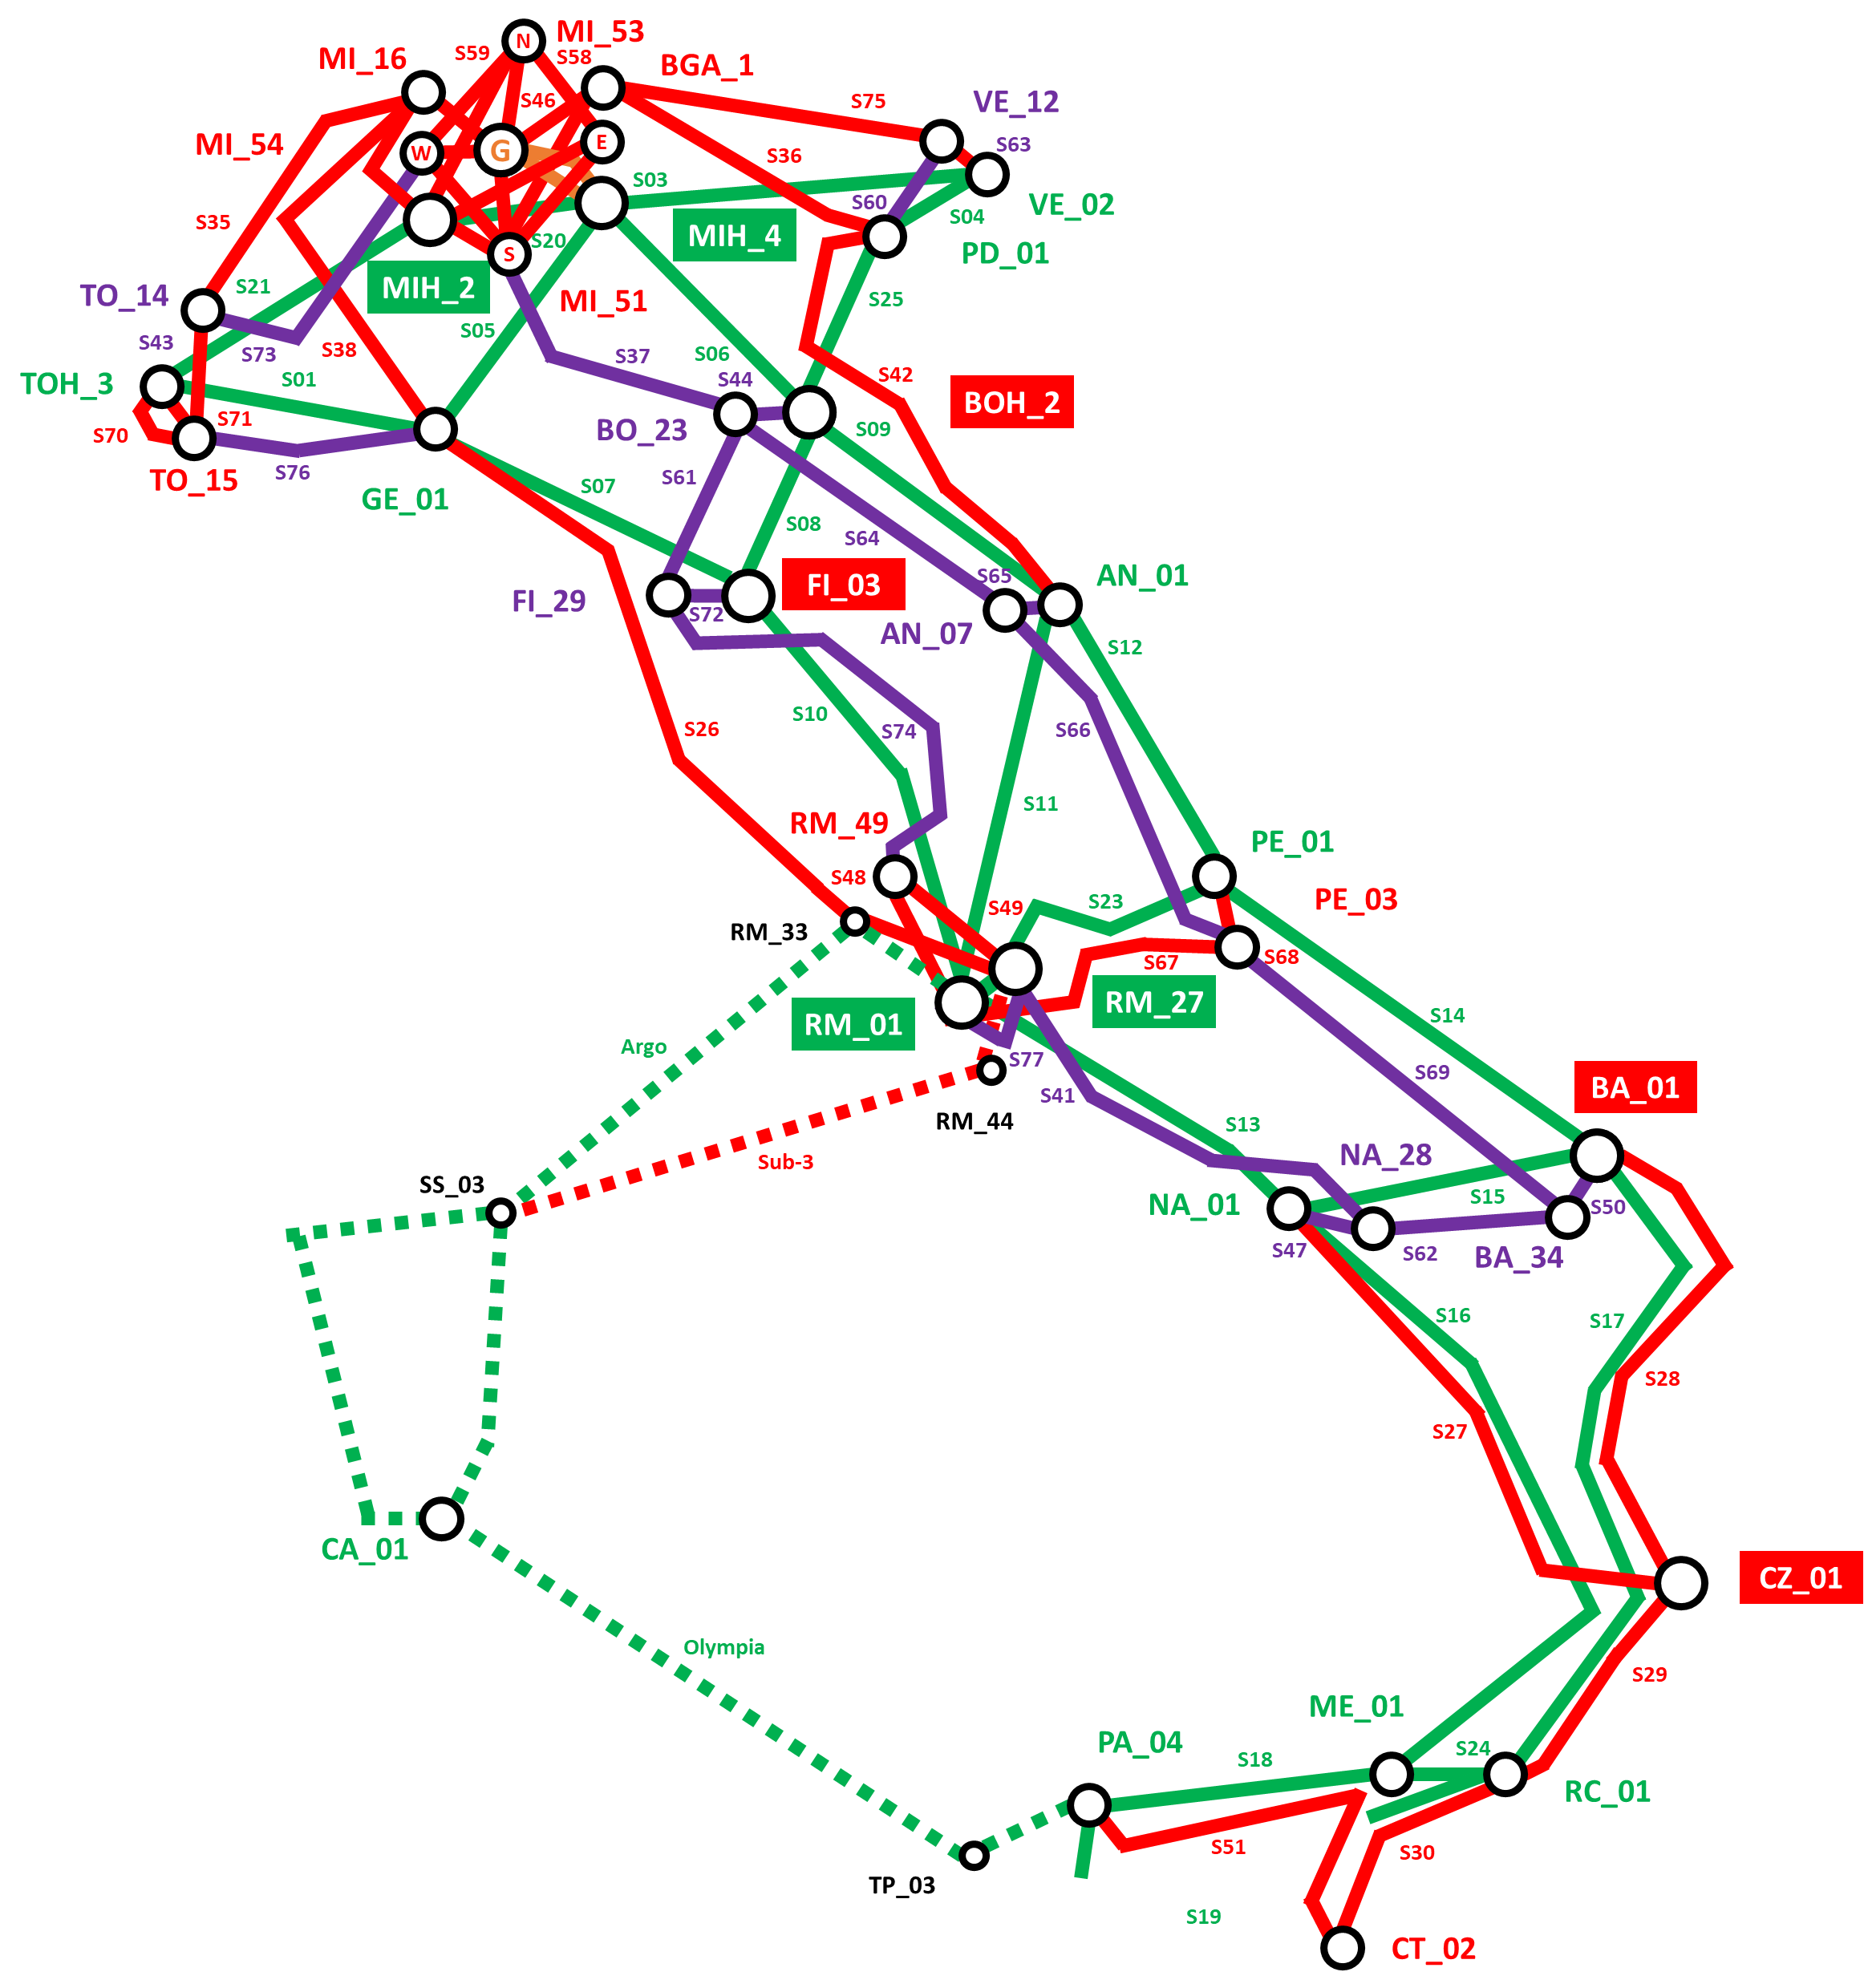 N
MI_53
S59
S58
MI_16
BGA_1
S46
S75
VE_12
S63
MI_54
W
G
E
S36
S03
S60
S04
VE_02
S35
S20
S
MIH_4
PD_01
S21
MIH_2
TO_14
MI_51
S25
S43
S73
S38
S05
S37
S06
S42
TOH_3
S01
S44
BOH_2
S70
S71
BO_23
S09
TO_15
S76
S61
GE_01
S07
S08
S64
S65
AN_01
FI_29
FI_03
S72
AN_07
S12
S10
S26
S74
S66
S11
RM_49
PE_01
S48
S49
S23
PE_03
RM_33
S67
S68
RM_27
RM_01
S14
Argo
S77
S69
S41
BA_01
RM_44
S13
Sub-3
NA_28
SS_03
NA_01
S15
S50
S47
S62
BA_34
S16
S17
S28
S27
CA_01
CZ_01
Olympia
S29
ME_01
PA_04
S18
S24
RC_01
S51
S30
TP_03
S19
CT_02